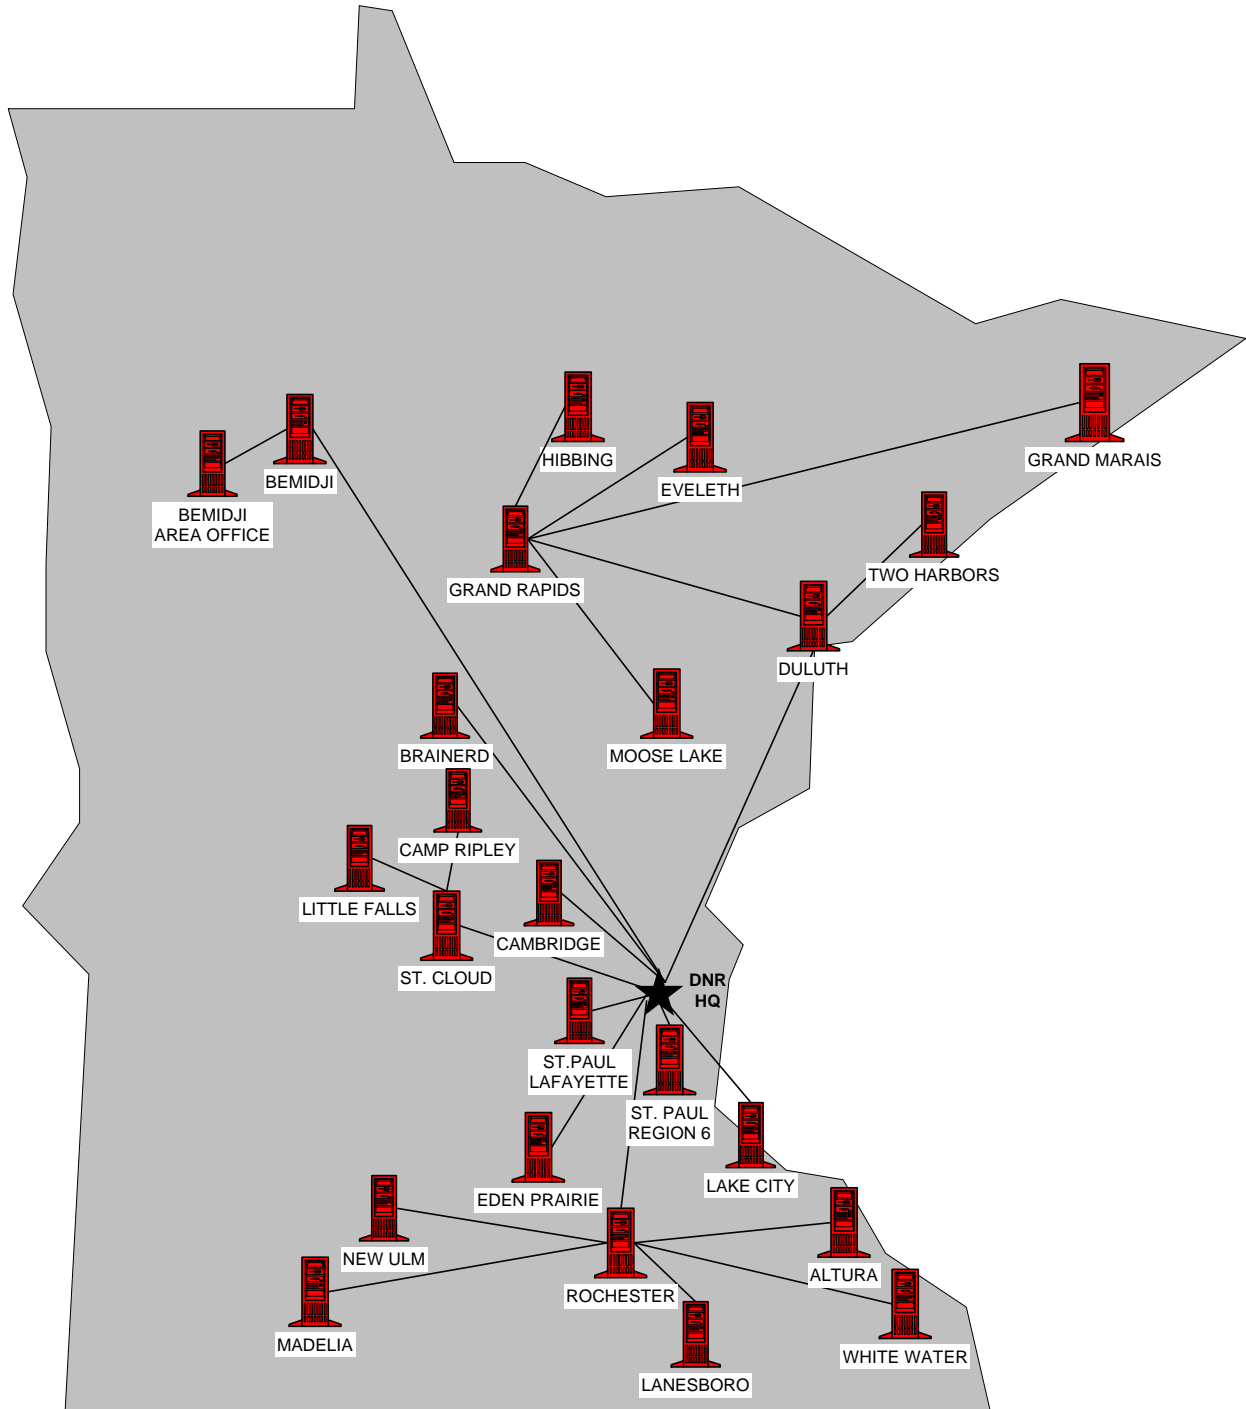 HIBBING
GRAND MARAIS
BEMIDJI
EVELETH
BEMIDJI
AREA OFFICE
TWO HARBORS
GRAND RAPIDS
DULUTH
BRAINERD
MOOSE LAKE
CAMP RIPLEY
LITTLE FALLS
CAMBRIDGE
ST. CLOUD
DNR
HQ
ST.PAUL
LAFAYETTE
ST. PAUL
REGION 6
LAKE CITY
EDEN PRAIRIE
NEW ULM
ALTURA
ROCHESTER
MADELIA
WHITE WATER
LANESBORO